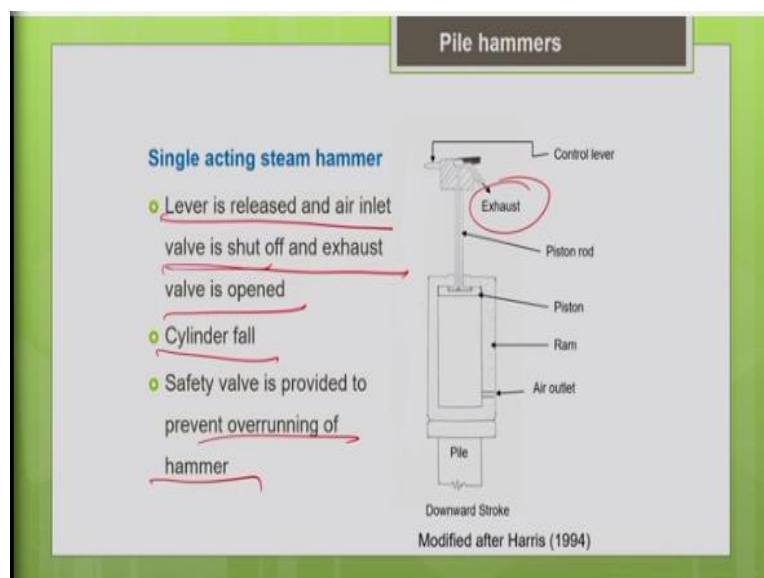 Pile hammers
Single acting steam hammer
Lever is released and air inlet
valve is shut off and exhaust
valve is opened
Cylinder fall
Safety valve is provided to
prevent overrunning of
hammer
Control lever
Exhaust
Piston rod
Piston
Ram
Air outlet
Pile
Downward Stroke
Modified after Harris (1994)